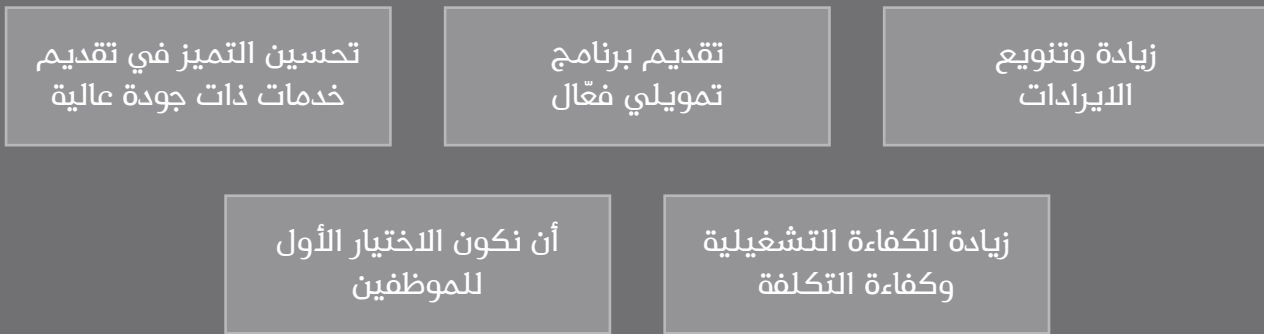 زيادة وتنويع
الايرادات
تقديم برنامج
تمويلي فعّال
تحسين التميز في تقديم
خدمات ذات جودة عالية
زيادة الكفاءة التشغيلية
وكفاءة التكلفة
أن نكون الاختيار الأول
للموظفين